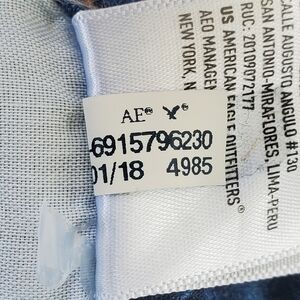 AE®
-6915796230
01/18 4985
CALLE AUGUSTO ANGULO #130
SAN ANTONIO-MIRAFLORES, LIMA-PERU
RUC: 20190072177
US AMERICAN EAGLE OUTFITTERS®
AEO MANAGEM
NEW YORK, N